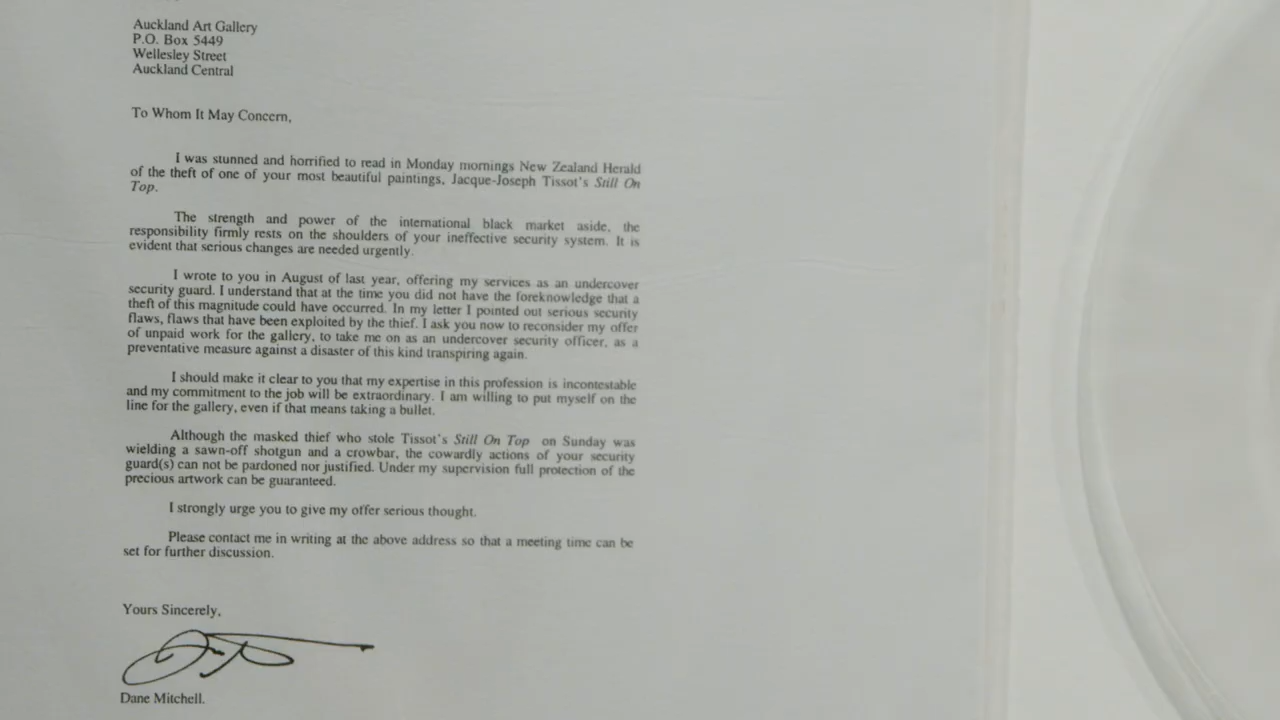 Auckland Art Gallery
P.O. Box 5449
Wellesley Street
Auckland Central
To Whom It May Concern,
I was stunned and horrified to read in Monday mornings New Zealand Herald
of the theft of one of your most beautiful paintings, Jacque-Joseph Tissot's Still On
Top.
The strength and power of the international black market aside, the
responsibility firmly rests on the shoulders of your ineffective security system. It is
evident that serious changes are needed urgently.
I wrote to you in August of last year, offering my services as an undercover
security guard. I understand that at the time you did not have the foreknowledge that a
theft of this magnitude could have occurred. In my letter I pointed out serious security
flaws, flaws that have been exploited by the thief. I ask you now to reconsider my offer
of unpaid work for the gallery, to take me on as an undercover security officer, as a
preventative measure against a disaster of this kind transpiring again.
I should make it clear to you that my expertise in this profession is incontestable
and my commitment to the job will be extraordinary. I am willing to put myself on the
line for the gallery, even if that means taking a bullet.
Although the masked thief who stole Tissot's Still On Top on Sunday was
wielding a sawn-off shotgun and a crowbar, the cowardly actions of your security
guard(s) can not be pardoned nor justified. Under my supervision full protection of the
precious artwork can be guaranteed.
I strongly urge you to give my offer serious thought.
Please contact me in writing at the above address so that a meeting time can be
set for further discussion.
Yours Sincerely,
Dane Mitchell.